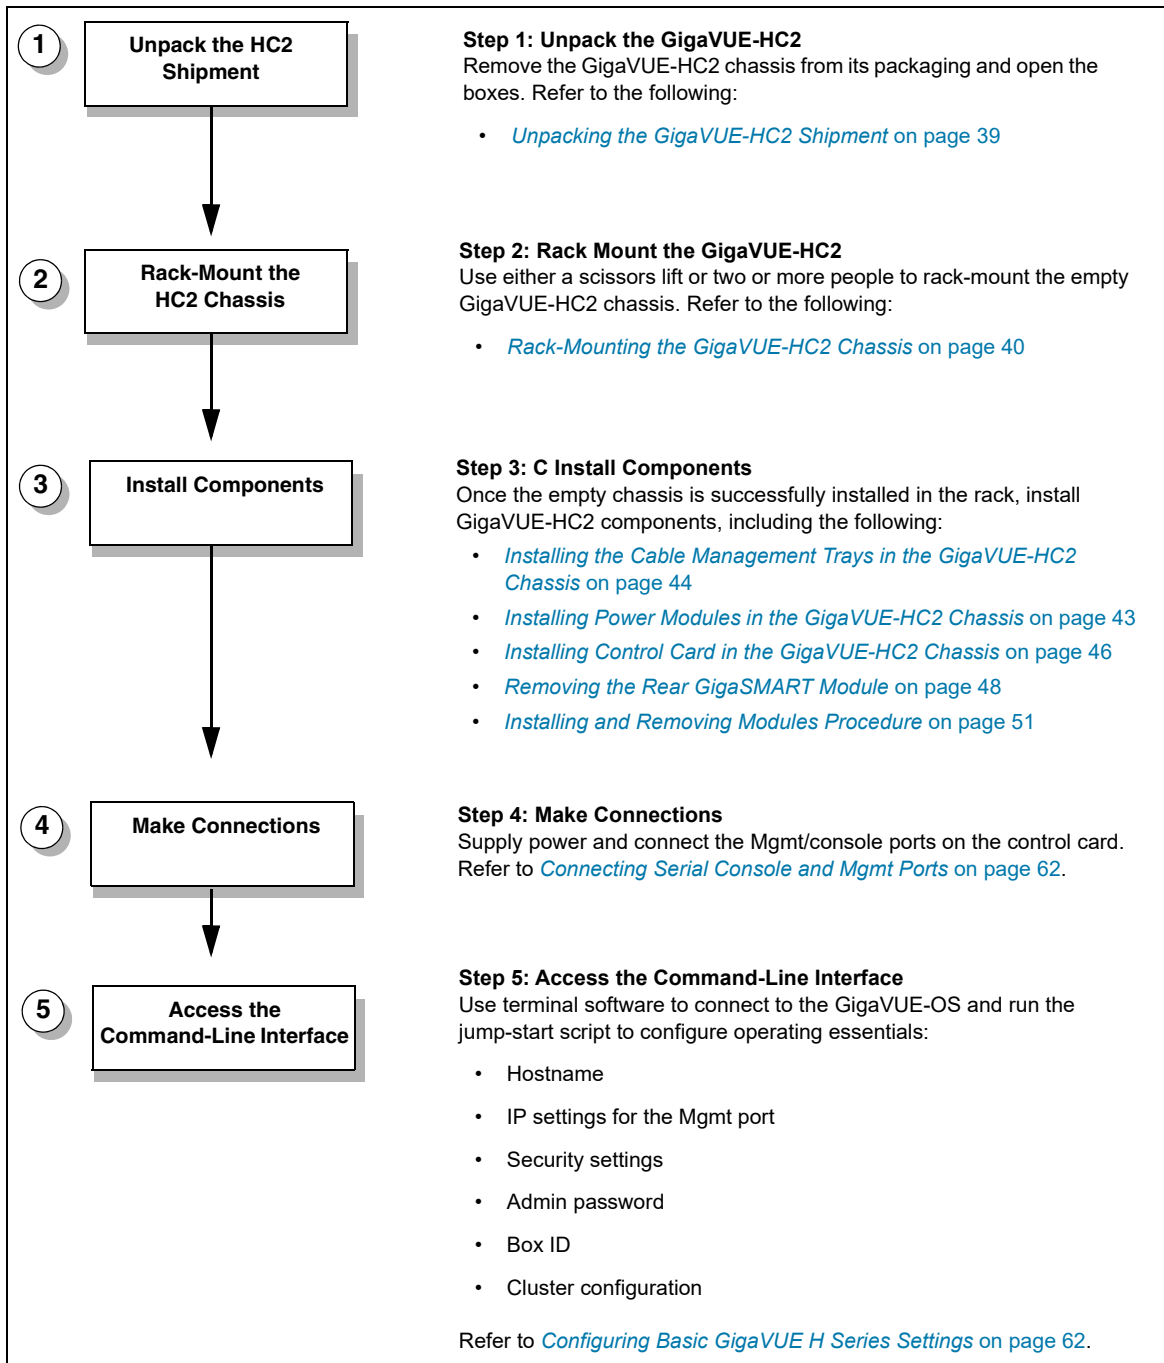 1
Unpack the HC2
Shipment
Step 1: Unpack the GigaVUE-HC2
Remove the GigaVUE-HC2 chassis from its packaging and open the
boxes. Refer to the following:
• Unpacking the GigaVUE-HC2 Shipment on page 39
2
Rack-Mount the
HC2 Chassis
Step 2: Rack Mount the GigaVUE-HC2
Use either a scissors lift or two or more people to rack-mount the empty
GigaVUE-HC2 chassis. Refer to the following:
• Rack-Mounting the GigaVUE-HC2 Chassis on page 40
3
Install Components
Step 3: C Install Components
Once the empty chassis is successfully installed in the rack, install
GigaVUE-HC2 components, including the following:
• Installing the Cable Management Trays in the GigaVUE-HC2
Chassis on page 44
• Installing Power Modules in the GigaVUE-HC2 Chassis on page 43
• Installing Control Card in the GigaVUE-HC2 Chassis on page 46
• Removing the Rear GigaSMART Module on page 48
• Installing and Removing Modules Procedure on page 51
4
Make Connections
Step 4: Make Connections
Supply power and connect the Mgmt/console ports on the control card.
Refer to Connecting Serial Console and Mgmt Ports on page 62.
5
Access the
Command-Line Interface
Step 5: Access the Command-Line Interface
Use terminal software to connect to the GigaVUE-OS and run the
jump-start script to configure operating essentials:
• Hostname
• IP settings for the Mgmt port
• Security settings
• Admin password
• Box ID
• Cluster configuration
Refer to Configuring Basic GigaVUE H Series Settings on page 62.